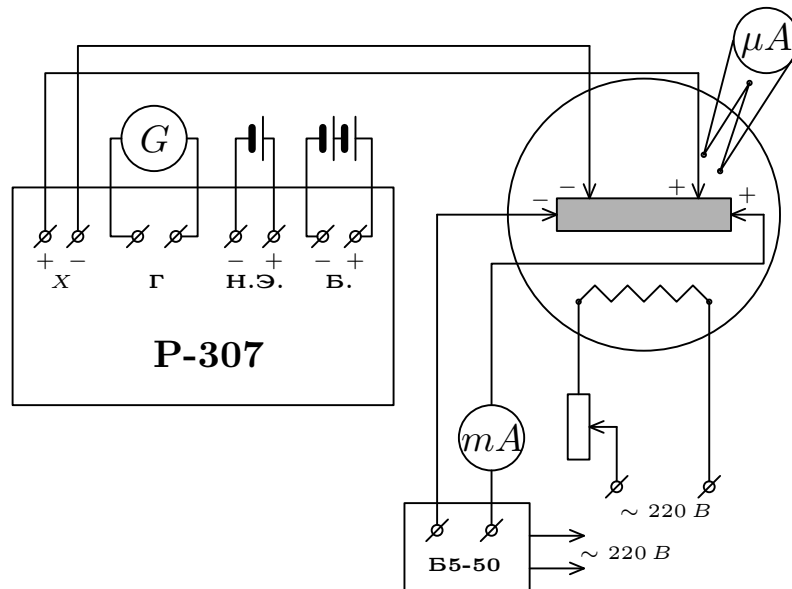 μA
G
− + − +
+ − − + − +
X Г Н.Э. Б.
Р-307
mA
∼ 220 В
Б5-50
∼ 220 В